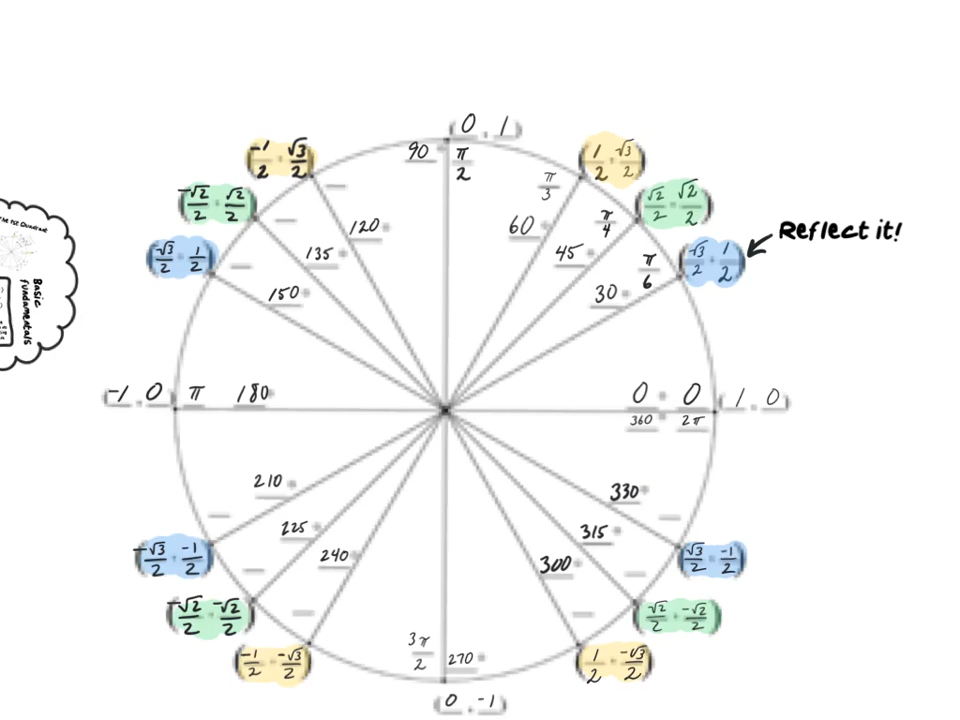 (0, 1)
90° π/2
(-1/2, √3/2)
(1/2, √3/2)
π/3
(-√2/2, √2/2)
(√2/2, √2/2)
120°
60°
π/4
Reflect it!
(-√3/2, 1/2)
135°
45°
π/6
(√3/2, 1/2)
150°
30°
Basic
fundamentals
(-1, 0) π 180°
0° 0 (1, 0)
360° 2π
210°
330°
225°
315°
240°
300°
(-√3/2, -1/2)
(√3/2, -1/2)
(-√2/2, -√2/2)
(√2/2, -√2/2)
(-1/2, -√3/2)
3π/2 270°
(1/2, -√3/2)
(0, -1)